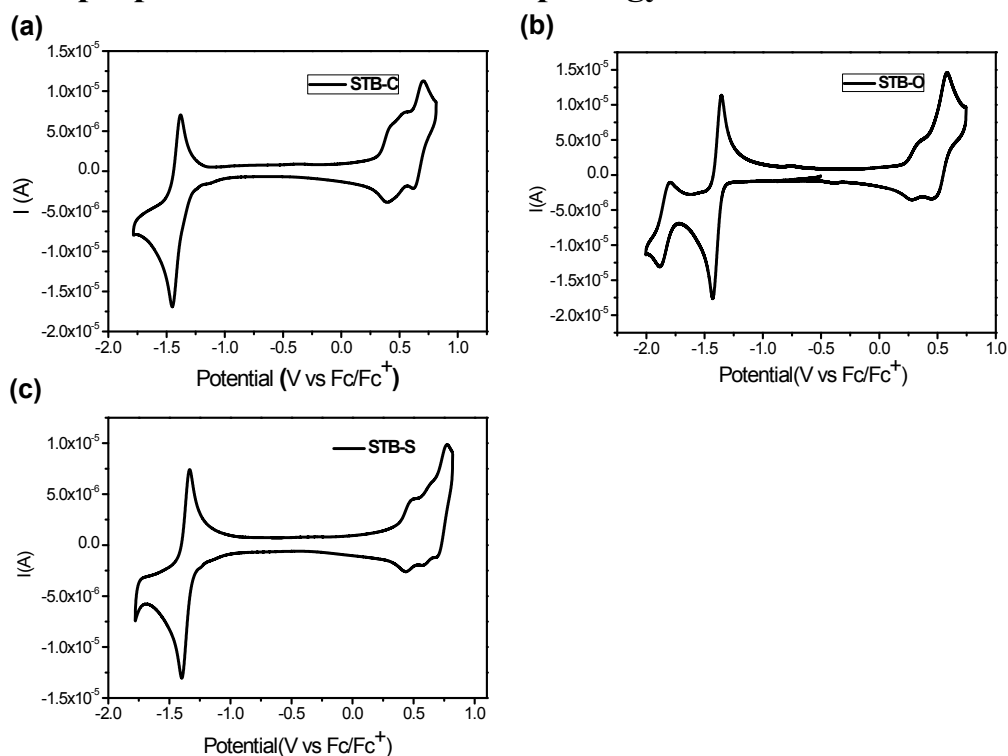 (a)
1.5x10⁻⁵
1.0x10⁻⁵
5.0x10⁻⁶
0.0
-5.0x10⁻⁶
-1.0x10⁻⁵
-1.5x10⁻⁵
-2.0x10⁻⁵
I (A)
STB-C
-2.0 -1.5 -1.0 -0.5 0.0 0.5 1.0
Potential (V vs Fc/Fc⁺)
(b)
1.5x10⁻⁵
1.0x10⁻⁵
5.0x10⁻⁶
0.0
-5.0x10⁻⁶
-1.0x10⁻⁵
-1.5x10⁻⁵
-2.0x10⁻⁵
I(A)
STB-O
-2.0 -1.5 -1.0 -0.5 0.0 0.5 1.0
Potential(V vs Fc/Fc⁺)
(c)
1.0x10⁻⁵
5.0x10⁻⁶
0.0
-5.0x10⁻⁶
-1.0x10⁻⁵
-1.5x10⁻⁵
I(A)
STB-S
-2.0 -1.5 -1.0 -0.5 0.0 0.5 1.0
Potential(V vs Fc/Fc⁺)